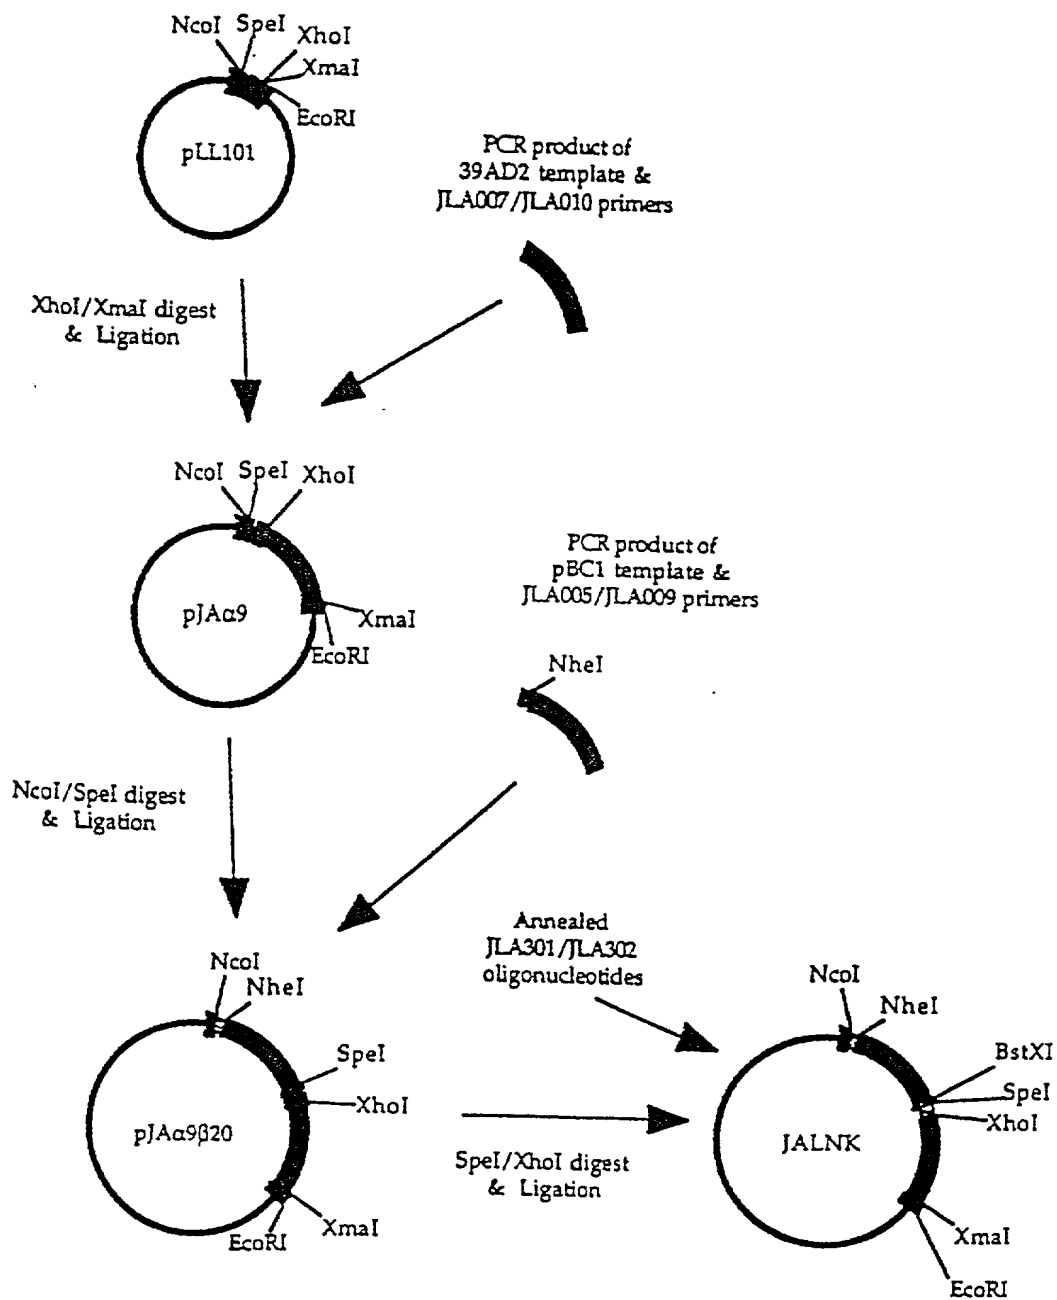 NcoI
SpeI
XhoI
XmaI
EcoRI
pLL101
PCR product of
39AD2 template &
JLA007/JLA010 primers
XhoI/XmaI digest
& Ligation
NcoI
SpeI
XhoI
pJAα9
XmaI
EcoRI
PCR product of
pBC1 template &
JLA005/JLA009 primers
NheI
NcoI/SpeI digest
& Ligation
Annealed
JLA301/JLA302
oligonucleotides
NcoI
NheI
SpeI
XhoI
pJAα9β20
XmaI
EcoRI
SpeI/XhoI digest
& Ligation
NcoI
NheI
BstXI
SpeI
XhoI
JALNK
XmaI
EcoRI